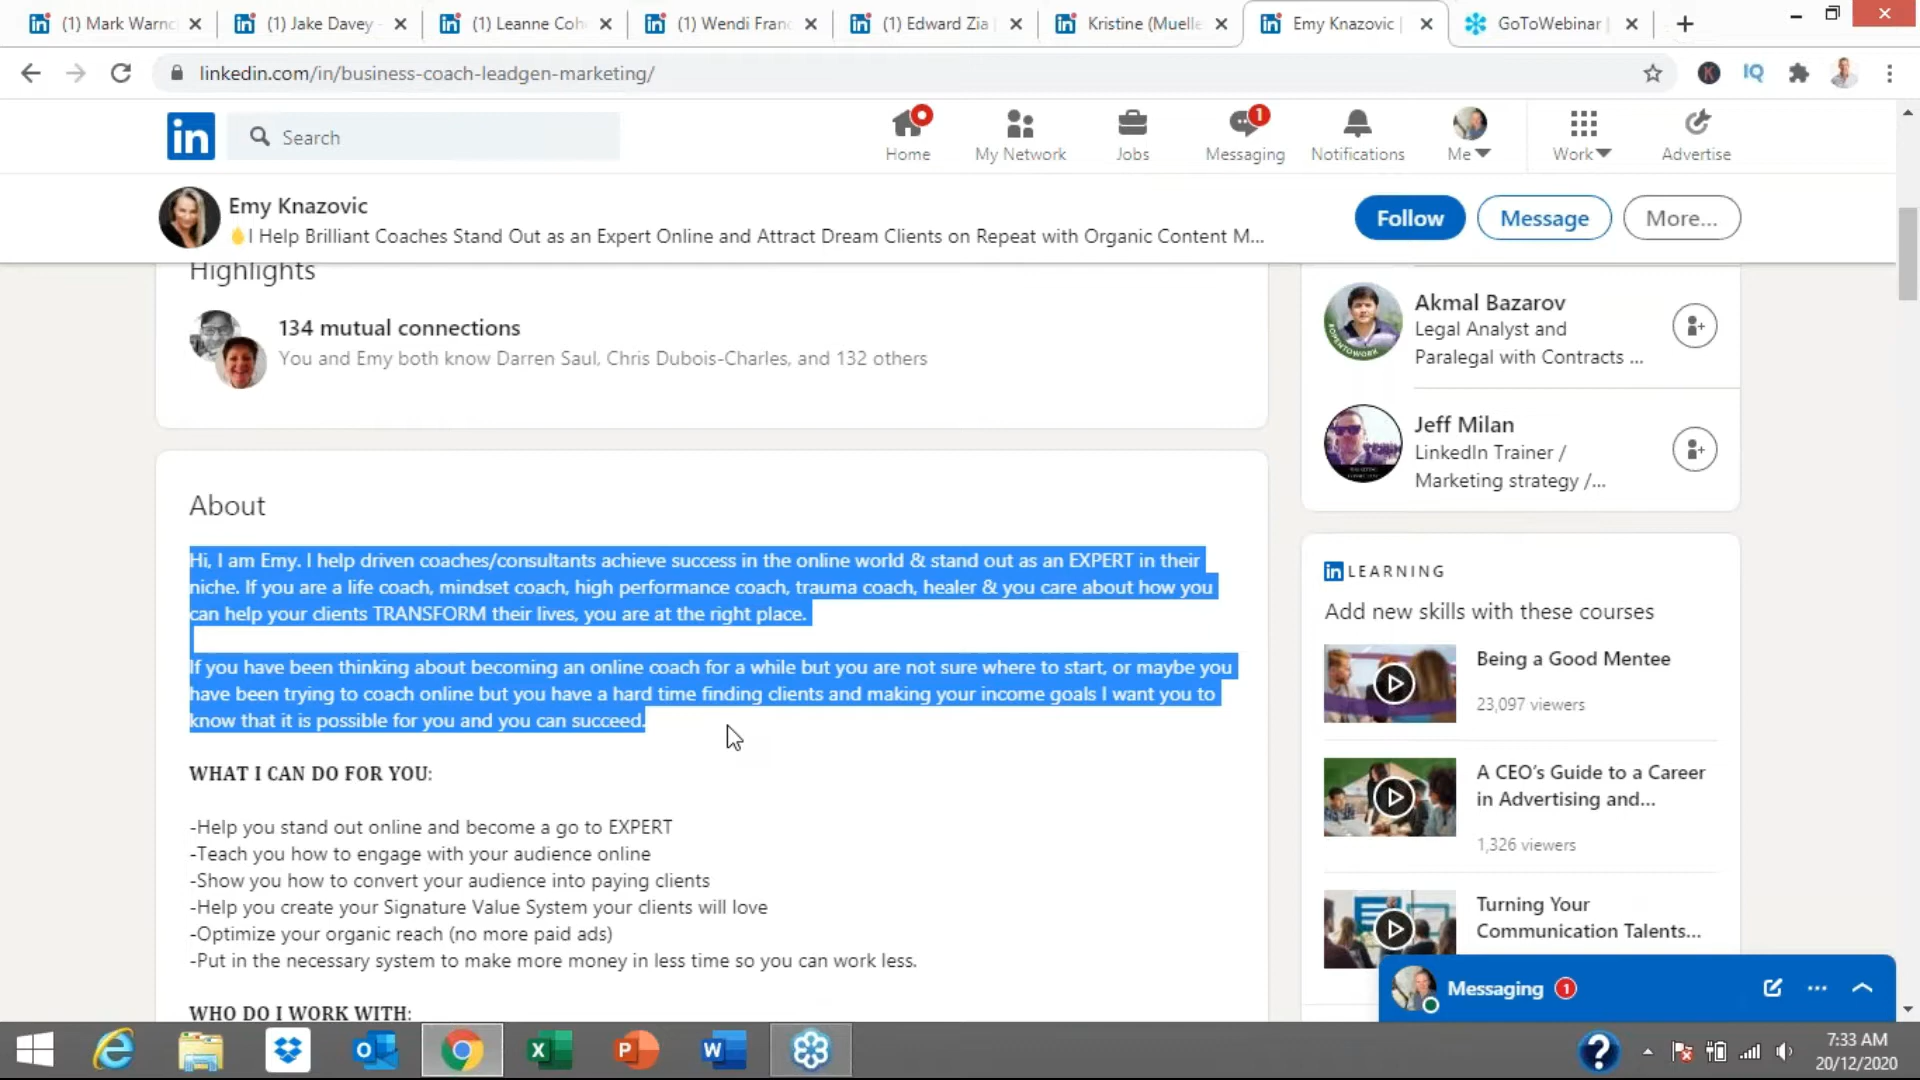 (1) Mark Warnc
(1) Jake Davey -
(1) Leanne Coh
(1) Wendi Franc
(1) Edward Zia |
Kristine (Muelle
Emy Knazovic |
GoToWebinar |
linkedin.com/in/business-coach-leadgen-marketing/
K
IQ
in
Search
Home
My Network
Jobs
1
Messaging
Notifications
Me
Work
Advertise
Emy Knazovic
I Help Brilliant Coaches Stand Out as an Expert Online and Attract Dream Clients on Repeat with Organic Content M...
Follow
Message
More...
Highlights
134 mutual connections
You and Emy both know Darren Saul, Chris Dubois-Charles, and 132 others
About
Hi, I am Emy. I help driven coaches/consultants achieve success in the online world & stand out as an EXPERT in their
niche. If you are a life coach, mindset coach, high performance coach, trauma coach, healer & you care about how you
can help your clients TRANSFORM their lives, you are at the right place.
If you have been thinking about becoming an online coach for a while but you are not sure where to start, or maybe you
have been trying to coach online but you have a hard time finding clients and making your income goals I want you to
know that it is possible for you and you can succeed.
WHAT I CAN DO FOR YOU:
-Help you stand out online and become a go to EXPERT
-Teach you how to engage with your audience online
-Show you how to convert your audience into paying clients
-Help you create your Signature Value System your clients will love
-Optimize your organic reach (no more paid ads)
-Put in the necessary system to make more money in less time so you can work less.
WHO DO I WORK WITH:
Akmal Bazarov
Legal Analyst and
Paralegal with Contracts ...
Jeff Milan
LinkedIn Trainer /
Marketing strategy /...
in LEARNING
Add new skills with these courses
Being a Good Mentee
23,097 viewers
A CEO's Guide to a Career
in Advertising and...
1,326 viewers
Turning Your
Communication Talents...
Messaging 1
7:33 AM
20/12/2020